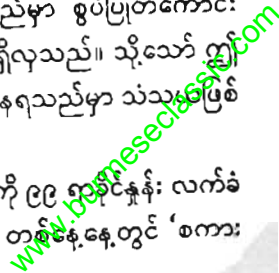 ည်မှာ စွပ်ပြုတ်ကောင်း
ရှိလှသည်။ သို့သော် ဤ
နေရသည်မှာ သံသယဖြစ်
ကို ၉၉ ရာခိုင်နှုန်း လက်ခံ
တစ်နေ့နေ့တွင် ‘စကား
www.burmeseclassic.com